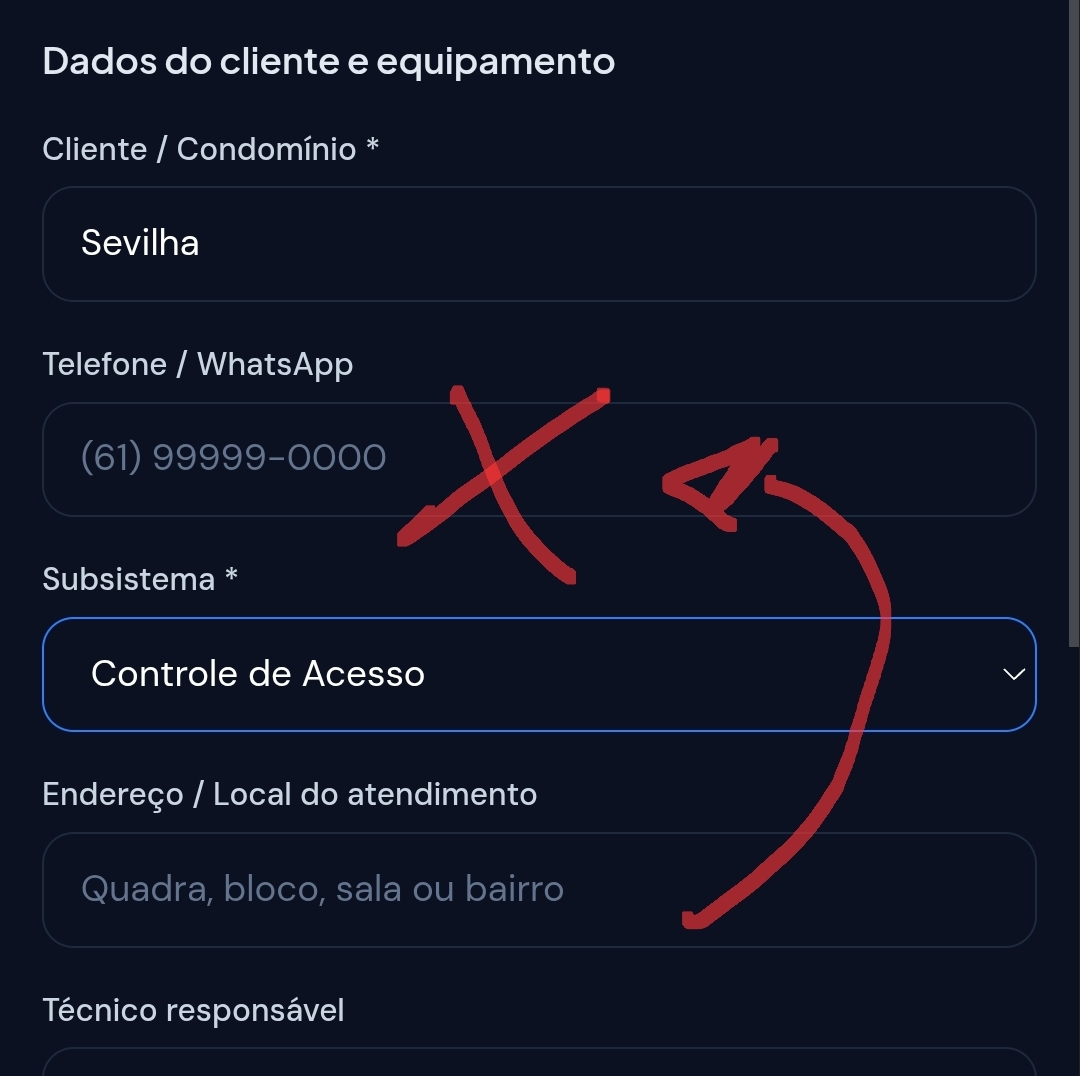 Dados do cliente e equipamento
Cliente / Condomínio *
Sevilha
Telefone / WhatsApp
(61) 99999-0000
Subsistema *
Controle de Acesso
Endereço / Local do atendimento
Quadra, bloco, sala ou bairro
Técnico responsável